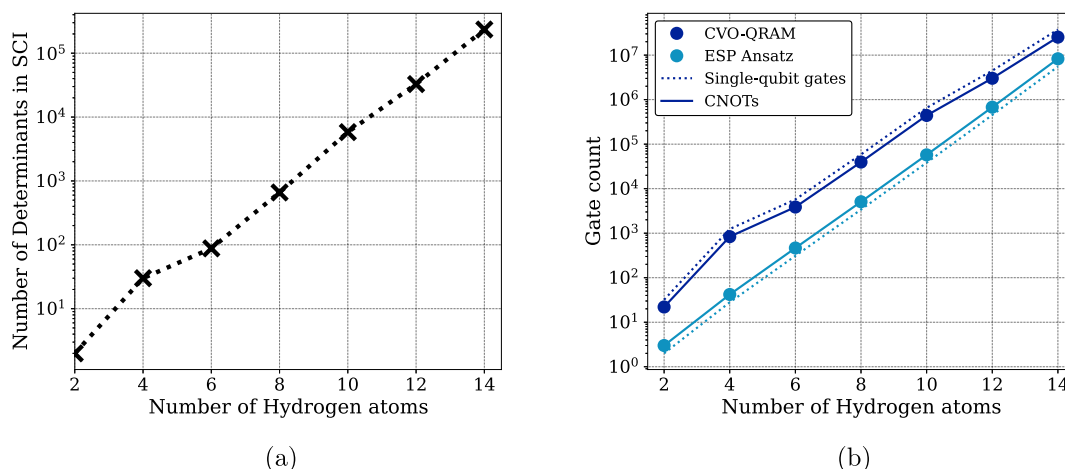 Number of Determinants in SCI
10^5
10^4
10^3
10^2
10^1
2 4 6 8 10 12 14
Number of Hydrogen atoms
(a)
CVO-QRAM
ESP Ansatz
Single-qubit gates
CNOTs
Gate count
10^7
10^6
10^5
10^4
10^3
10^2
10^1
10^0
2 4 6 8 10 12 14
Number of Hydrogen atoms
(b)